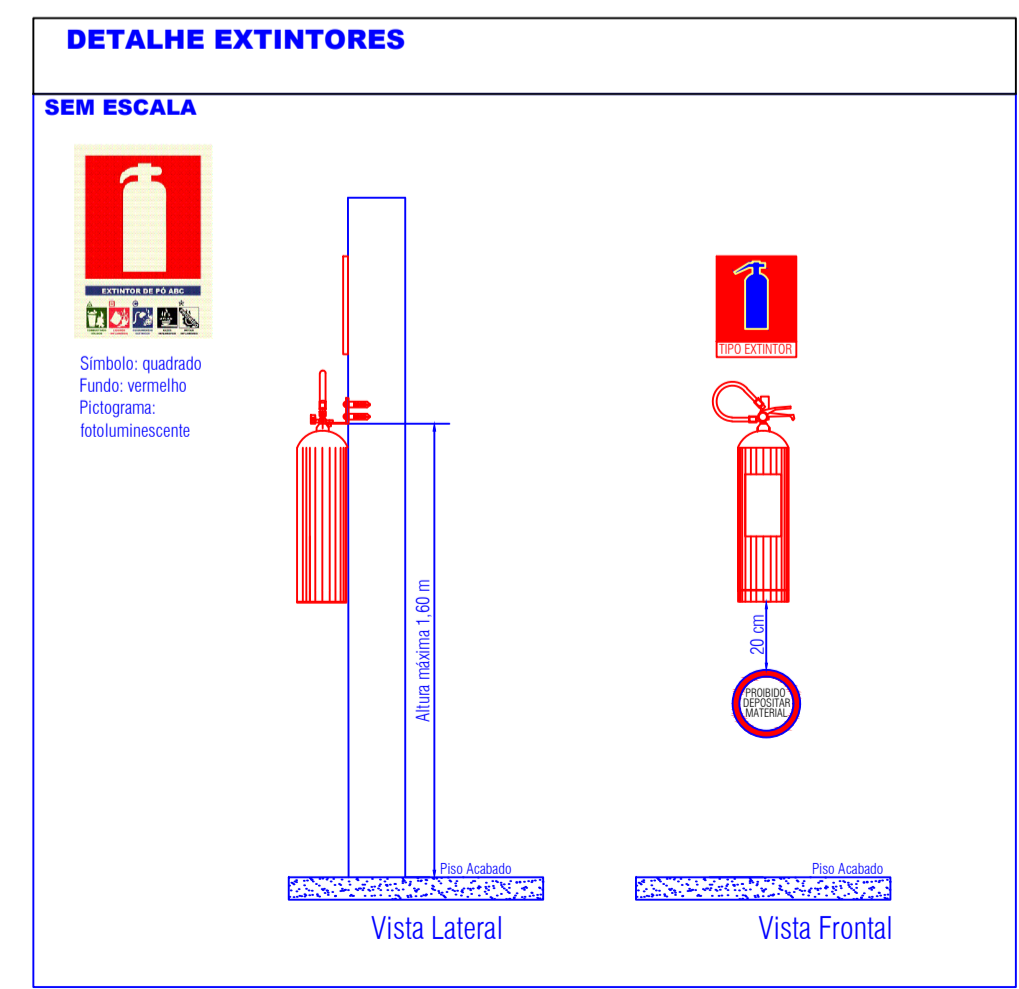 DETALHE EXTINTORES
SEM ESCALA
EXTINTOR DE PÓ ABC
A
B
C
Símbolo: quadrado
Fundo: vermelho
Pictograma:
fotoluminescente
TIPO EXTINTOR
Altura máxima 1,60 m
20 cm
PROIBIDO
DEPOSITAR
MATERIAL
Piso Acabado
Piso Acabado
Vista Lateral
Vista Frontal